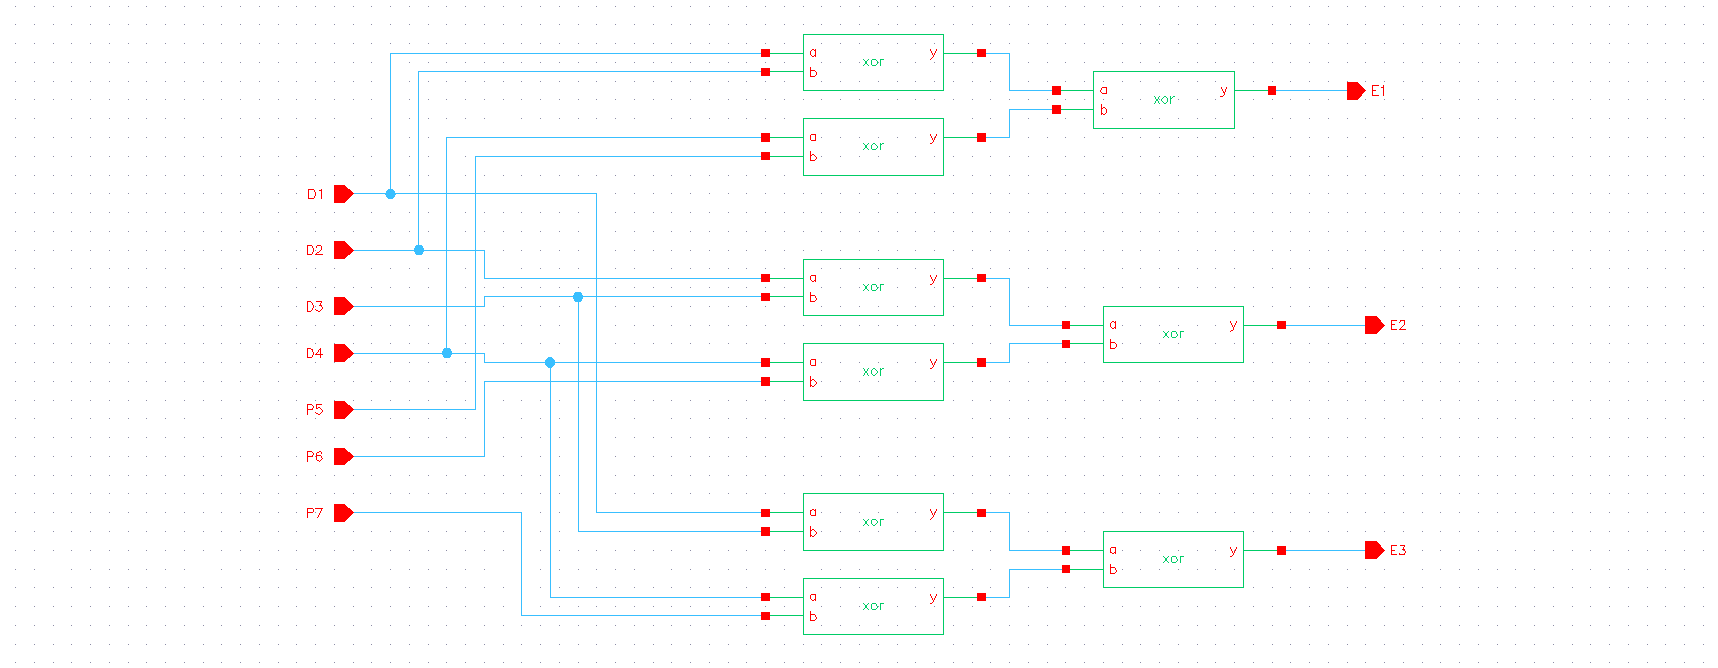 a xor y
b
a xor y E1
b
a xor y
b
D1
D2
a xor y
b
D3
a xor y E2
b
D4
a xor y
b
P5
P6
P7
a xor y
b
a xor y E3
b
a xor y
b